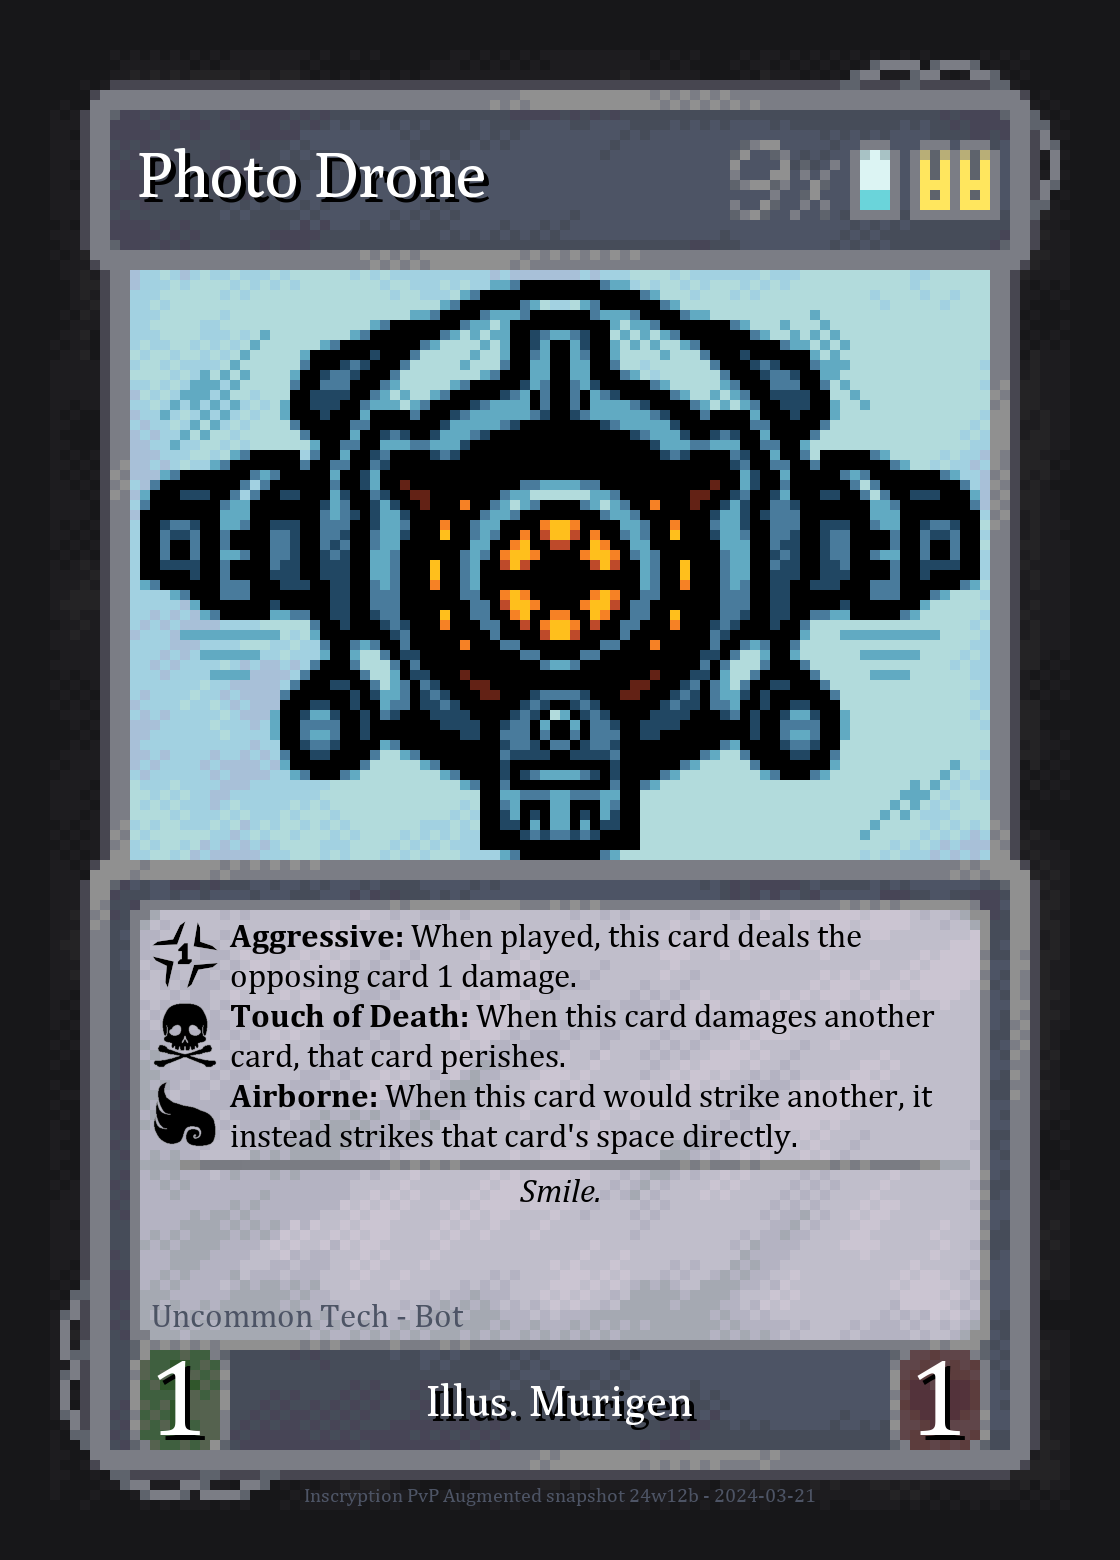 Photo Drone 9x
Aggressive: When played, this card deals the
1
opposing card 1 damage.
Touch of Death: When this card damages another
card, that card perishes.
Airborne: When this card would strike another, it
instead strikes that card's space directly.
Smile.
Uncommon Tech - Bot
1 Illus. Murigen 1
Inscryption PvP Augmented snapshot 24w12b - 2024-03-21